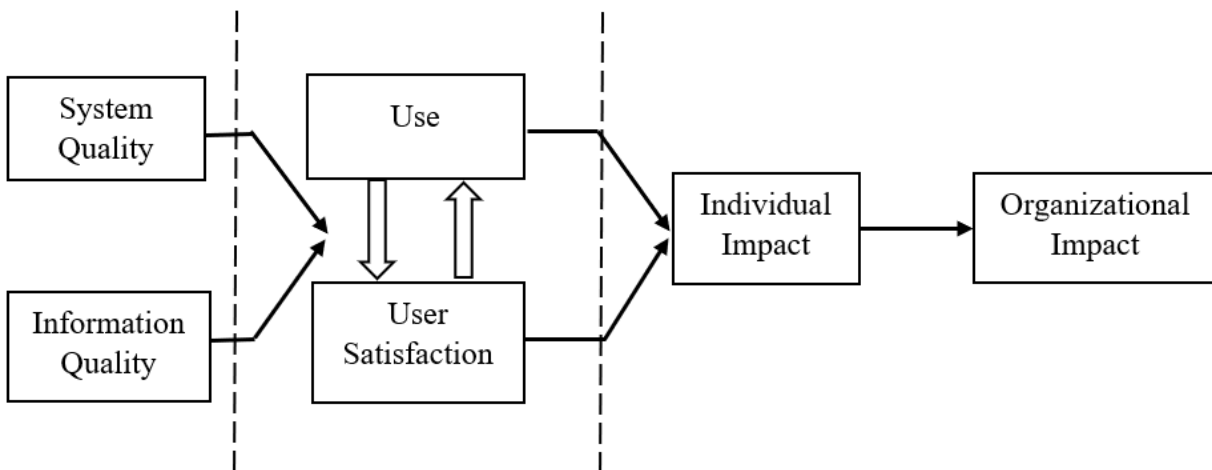 System
Quality
Use
Information
Quality
User
Satisfaction
Individual
Impact
Organizational
Impact